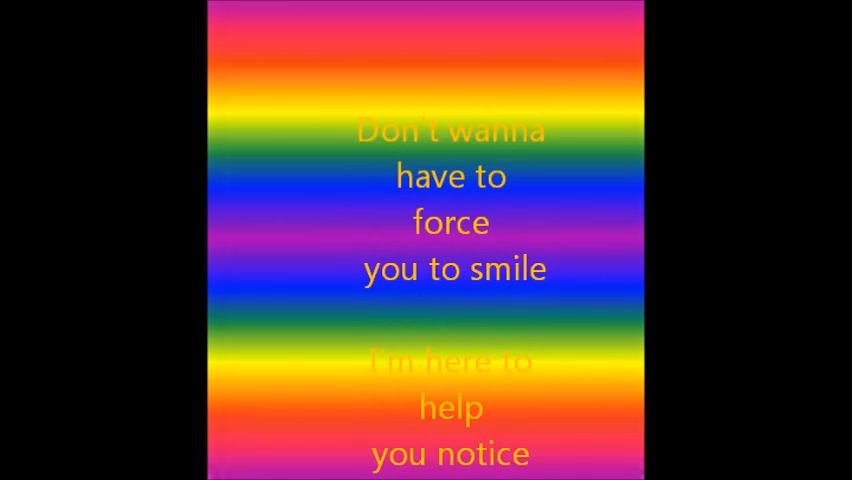 Don't wanna
have to
force
you to smile
I'm here to
help
you notice